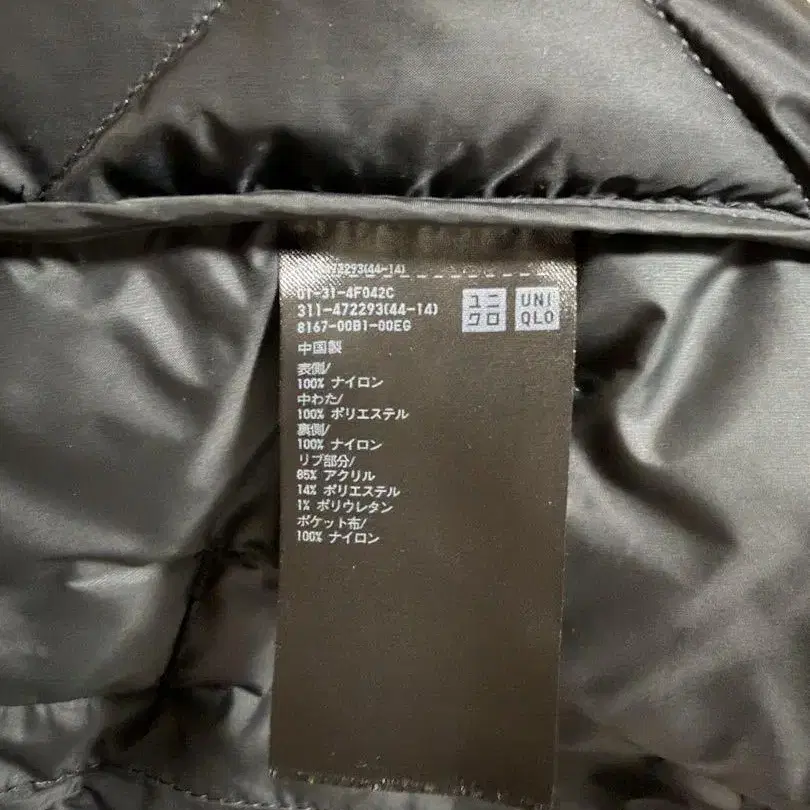 01-31-4F042C
311-472293(44-14)
8167-00B1-00EG
ユニ
クロ
UNI
QLO
中国製
表側/
100% ナイロン
中わた/
100% ポリエステル
裏側/
100% ナイロン
リブ部分/
85% アクリル
14% ポリエステル
1% ポリウレタン
ポケット布/
100% ナイロン